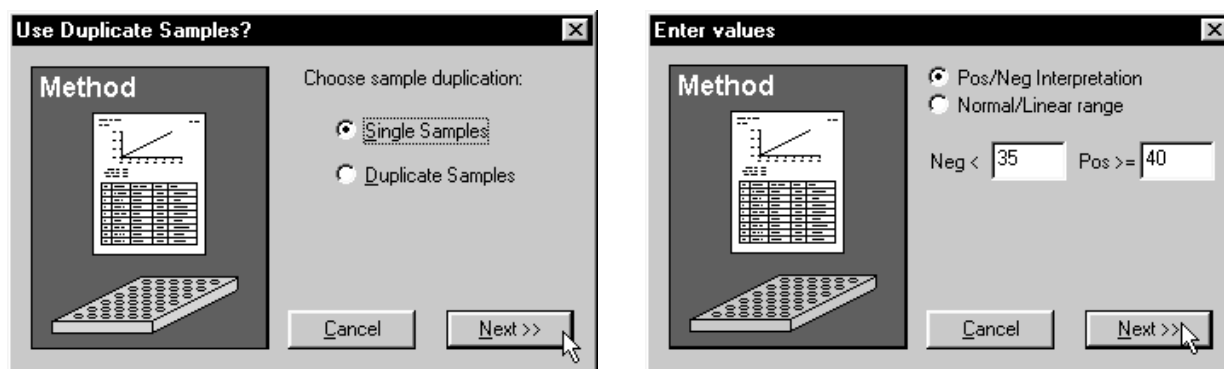 Use Duplicate Samples?
Method
Choose sample duplication:
Single Samples
Duplicate Samples
Cancel
Next >>
Enter values
Method
Pos/Neg Interpretation
Normal/Linear range
Neg < 35 Pos >= 40
Cancel
Next >>